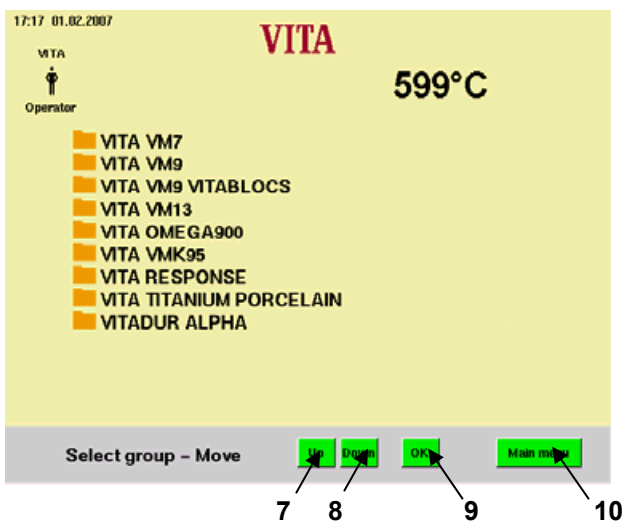 17:17 01.02.2007
VITA
VITA
599°C
Operator
VITA VM7
VITA VM9
VITA VM9 VITABLOCS
VITA VM13
VITA OMEGA900
VITA VMK95
VITA RESPONSE
VITA TITANIUM PORCELAIN
VITADUR ALPHA
Select group – Move Up Down OK Main menu
7 8 9 10